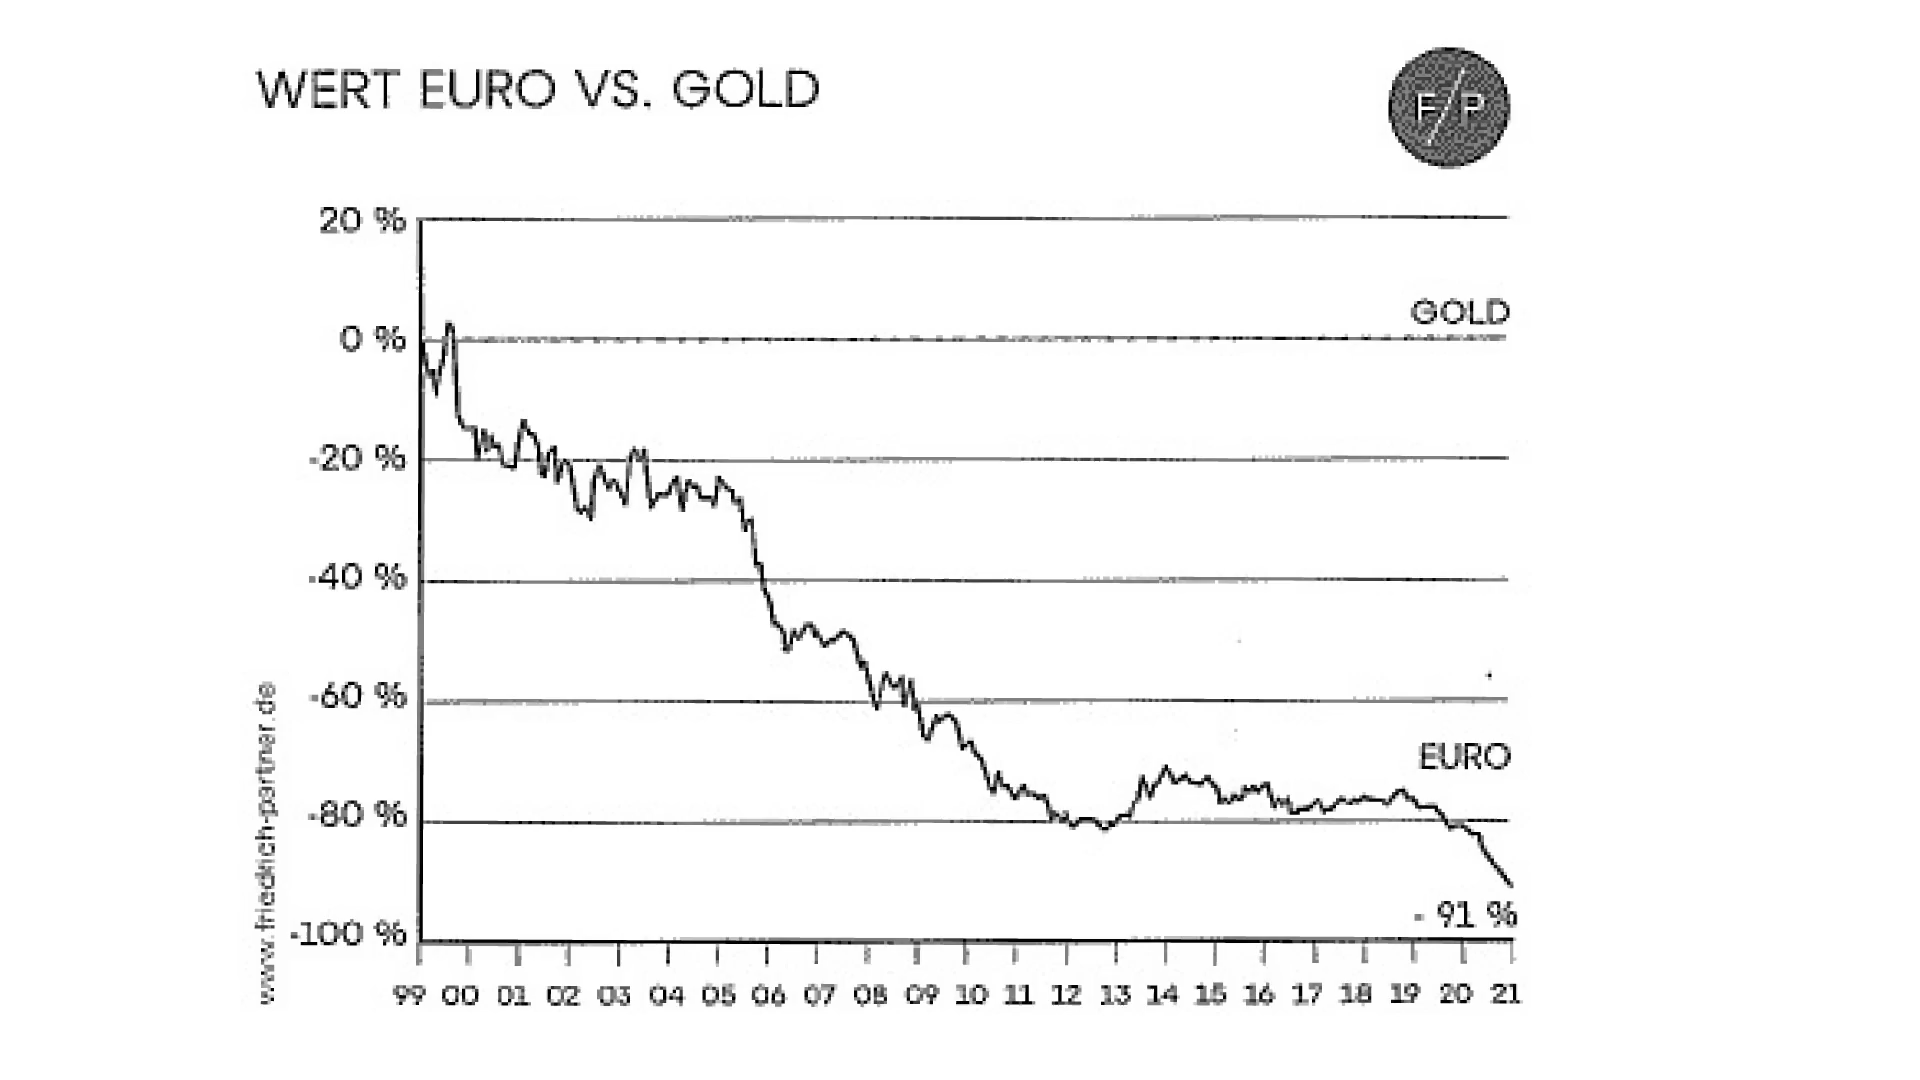 WERT EURO VS. GOLD
F/P
20 %
0 %
-20 %
-40 %
-60 %
-80 %
-100 %
GOLD
EURO
- 91 %
99 00 01 02 03 04 05 06 07 08 09 10 11 12 13 14 15 16 17 18 19 20 21
www.friedrich-partner.de